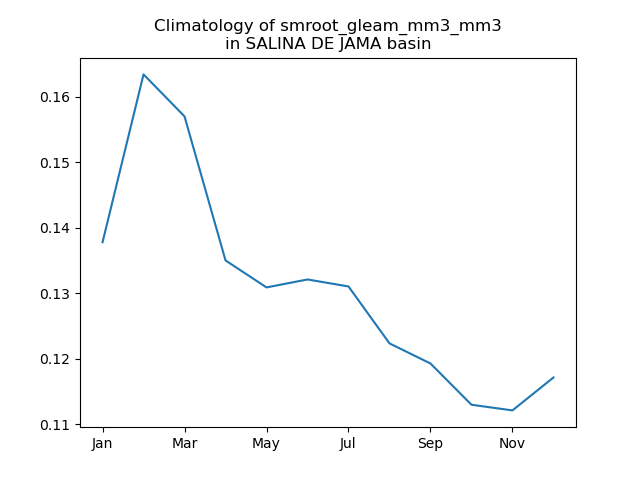 Climatology of smroot_gleam_mm3_mm3
in SALINA DE JAMA basin
0.16
0.15
0.14
0.13
0.12
0.11
Jan
Mar
May
Jul
Sep
Nov